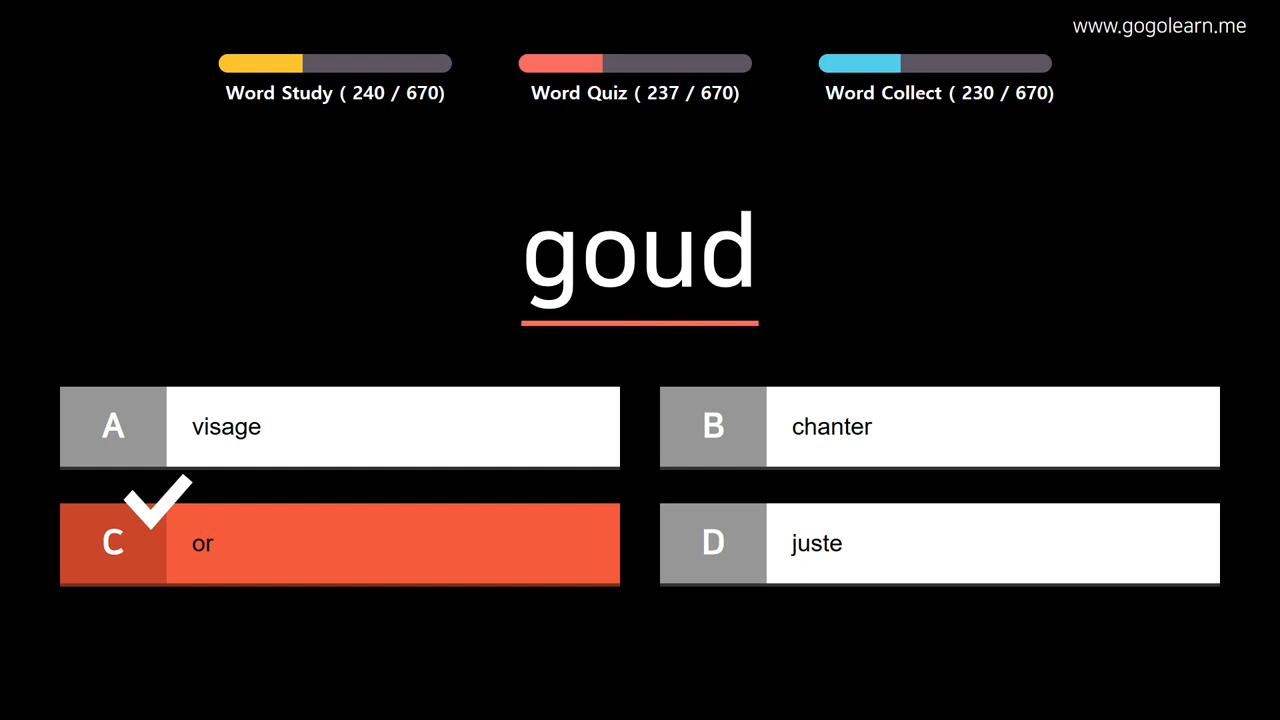 www.gogolearn.me
Word Study ( 240 / 670)
Word Quiz ( 237 / 670)
Word Collect ( 230 / 670)
goud
A visage
B chanter
C or
D juste